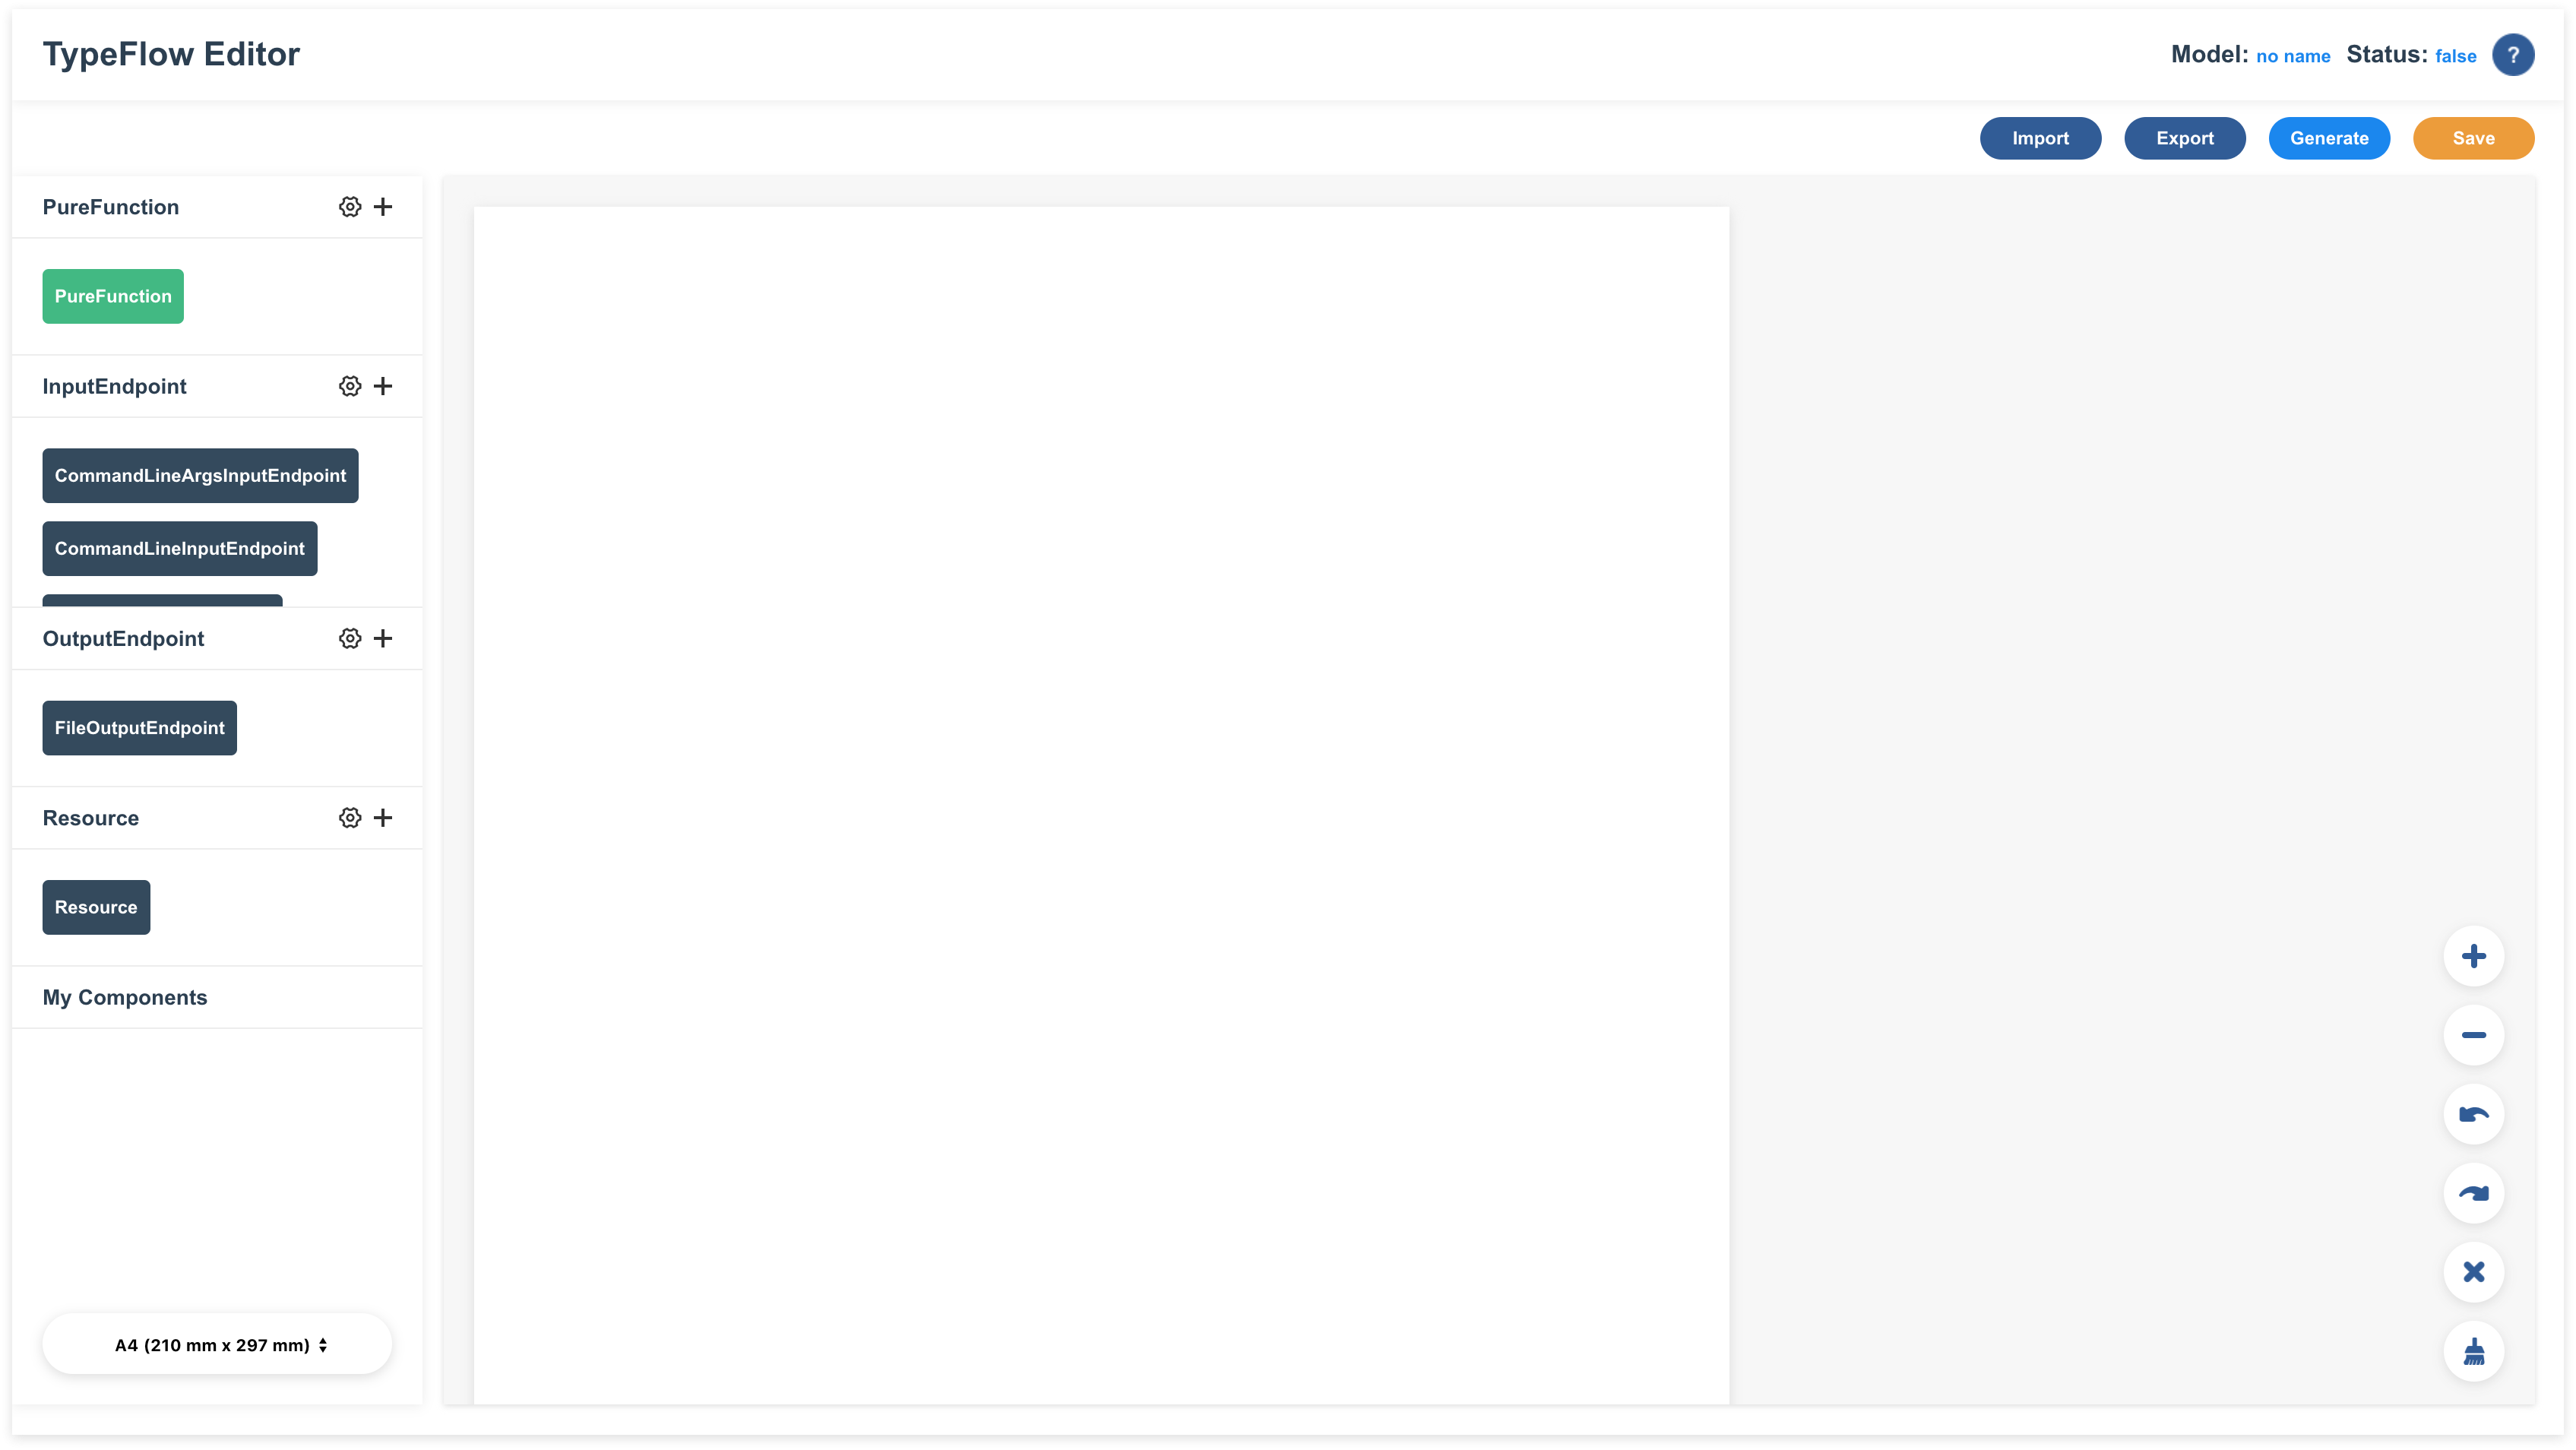 TypeFlow Editor
Model: no name Status: false ?
Import Export Generate Save
PureFunction
PureFunction
InputEndpoint
CommandLineArgsInputEndpoint
CommandLineInputEndpoint
OutputEndpoint
FileOutputEndpoint
Resource
Resource
My Components
A4 (210 mm x 297 mm)